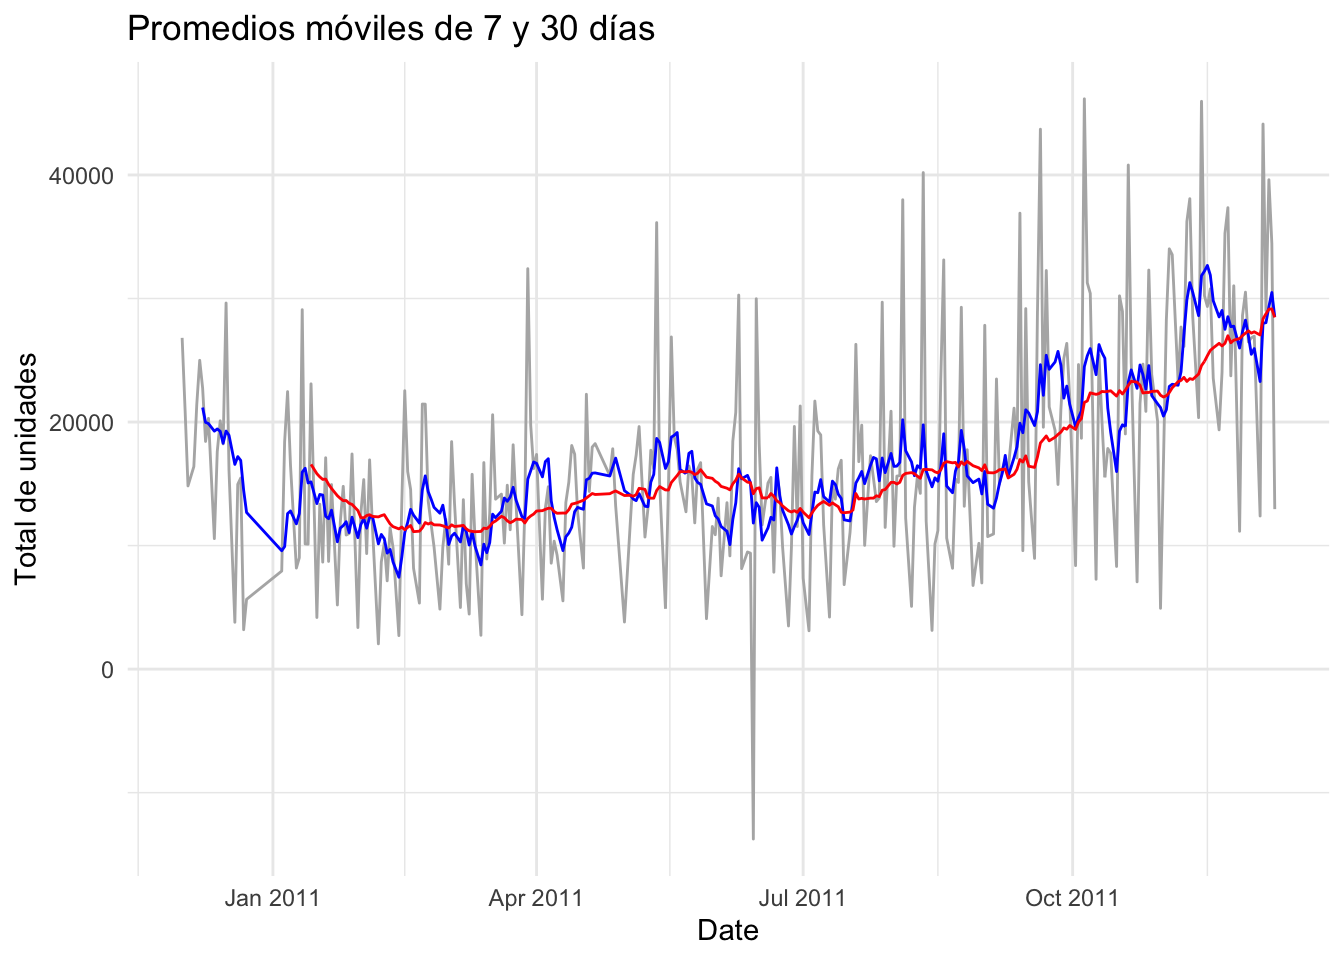 Promedios móviles de 7 y 30 días
Total de unidades
40000
20000
0
Jan 2011
Apr 2011
Jul 2011
Oct 2011
Date